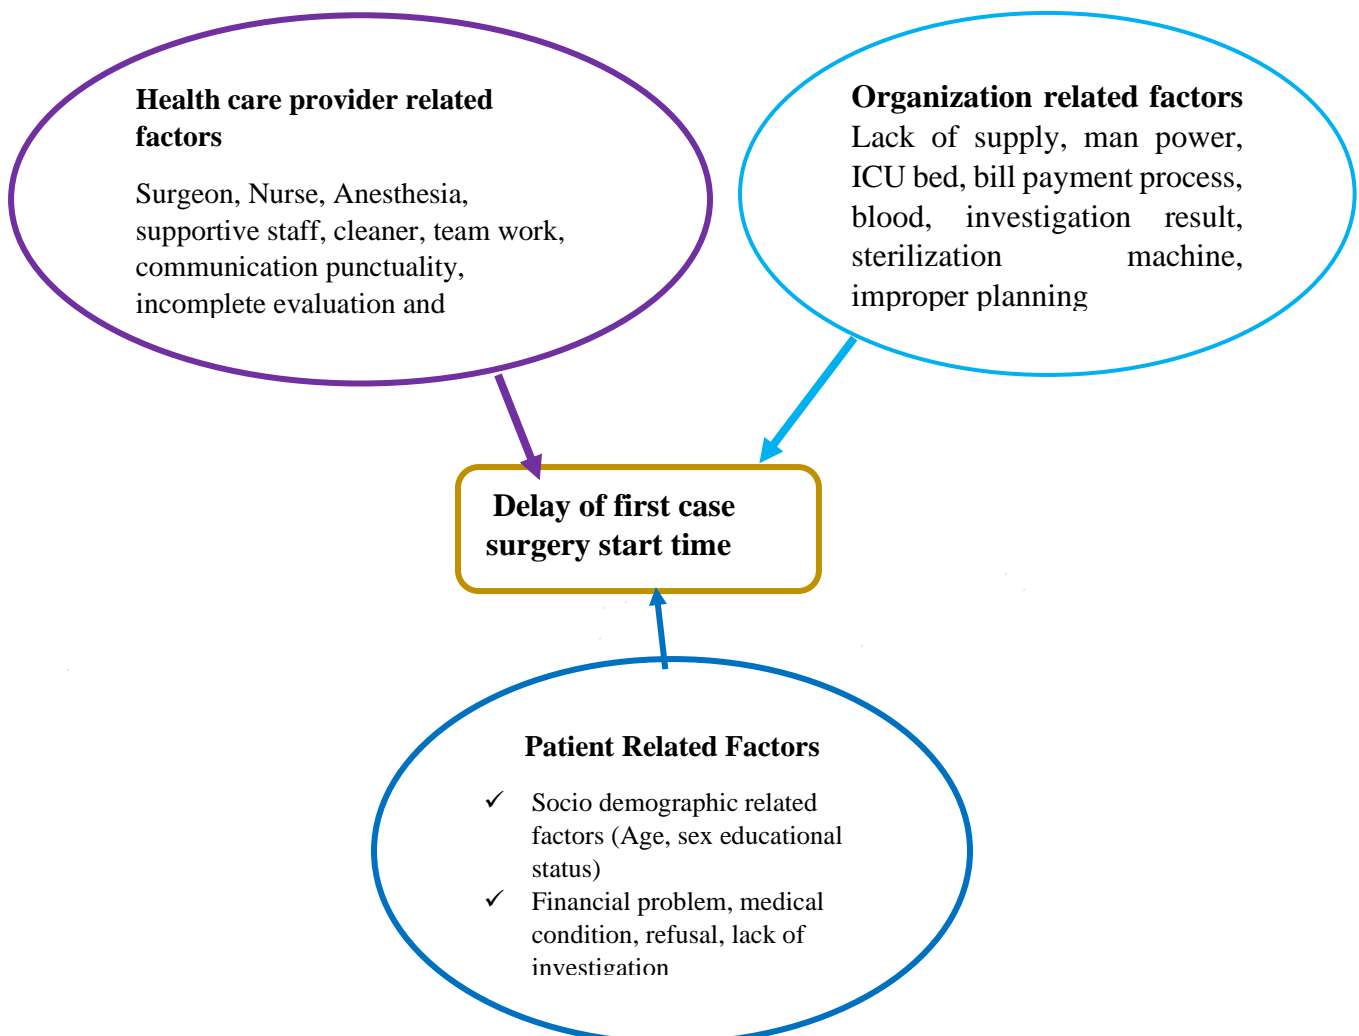 Health care provider related
factors
Surgeon, Nurse, Anesthesia,
supportive staff, cleaner, team work,
communication punctuality,
incomplete evaluation and
Organization related factors
Lack of supply, man power,
ICU bed, bill payment process,
blood, investigation result,
sterilization machine,
improper planning
Delay of first case
surgery start time
Patient Related Factors
✓ Socio demographic related
factors (Age, sex educational
status)
✓ Financial problem, medical
condition, refusal, lack of
investigation